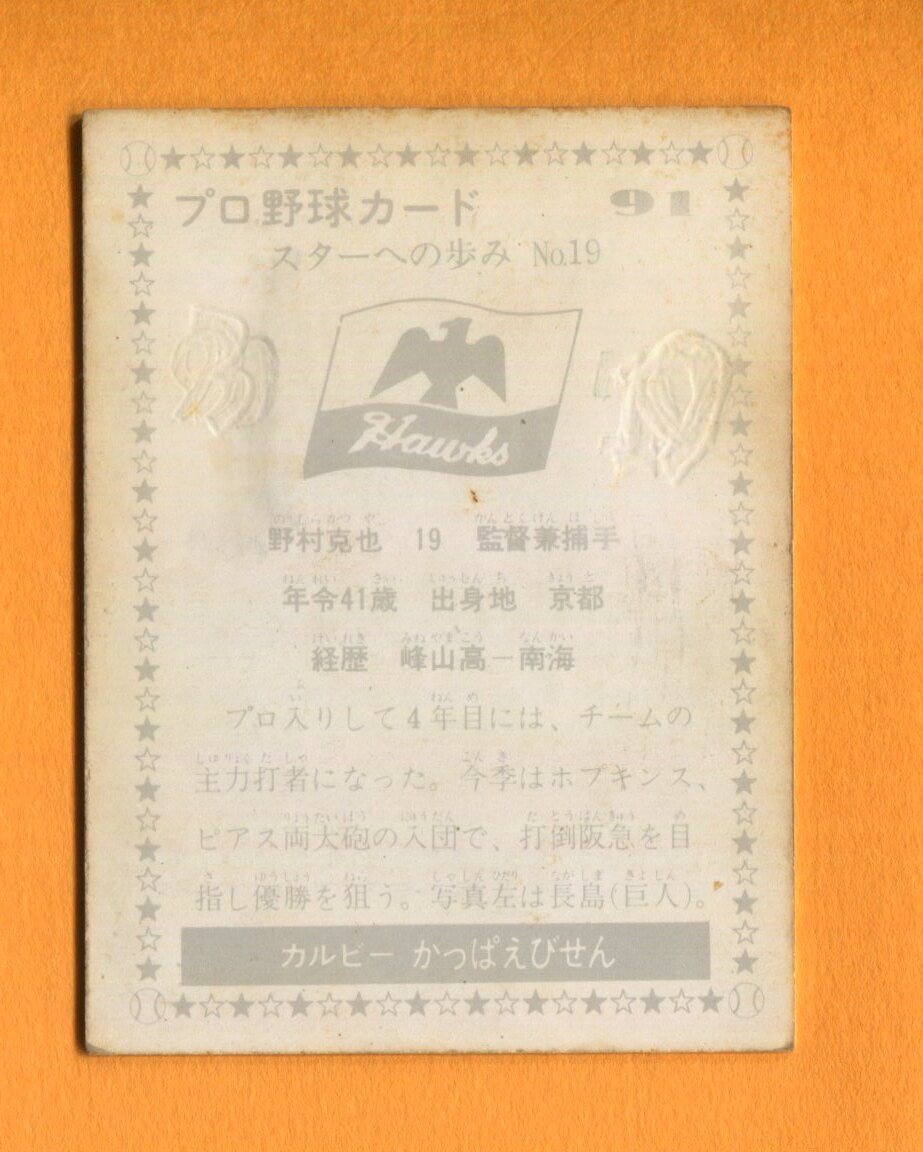 プロ野球カード 91
スターへの歩み No.19
Hawks
野村克也 19 監督兼捕手
年令41歳 出身地 京都
経歴 峰山高ー南海
プロ入りして4年目には、チームの
主力打者になった。今季はホプキンス、
ピアス両大砲の入団で、打倒阪急を目
指し優勝を狙う。写真左は長島(巨人)。
カルビー かっぱえびせん